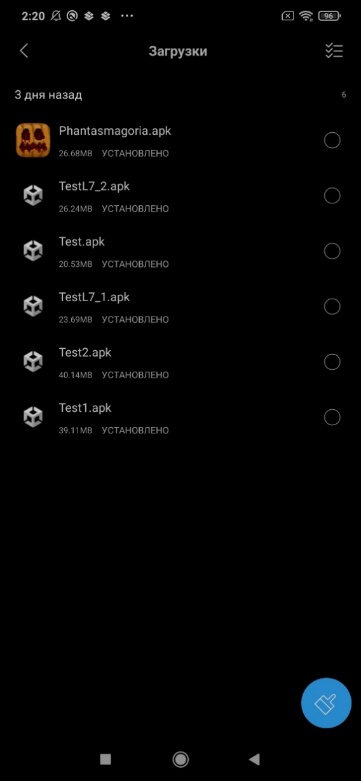 2:20
96
Загрузки
3 дня назад
6
Phantasmagoria.apk
26.68MB УСТАНОВЛЕНО
TestL7_2.apk
26.24MB УСТАНОВЛЕНО
Test.apk
20.53MB УСТАНОВЛЕНО
TestL7_1.apk
23.69MB УСТАНОВЛЕНО
Test2.apk
40.14MB УСТАНОВЛЕНО
Test1.apk
39.11MB УСТАНОВЛЕНО